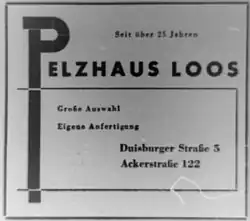 Seit über 25 Jahren
PELZHAUS LOOS
Große Auswahl
Eigene Anfertigung
Duisburger Straße 5
Ackerstraße 122